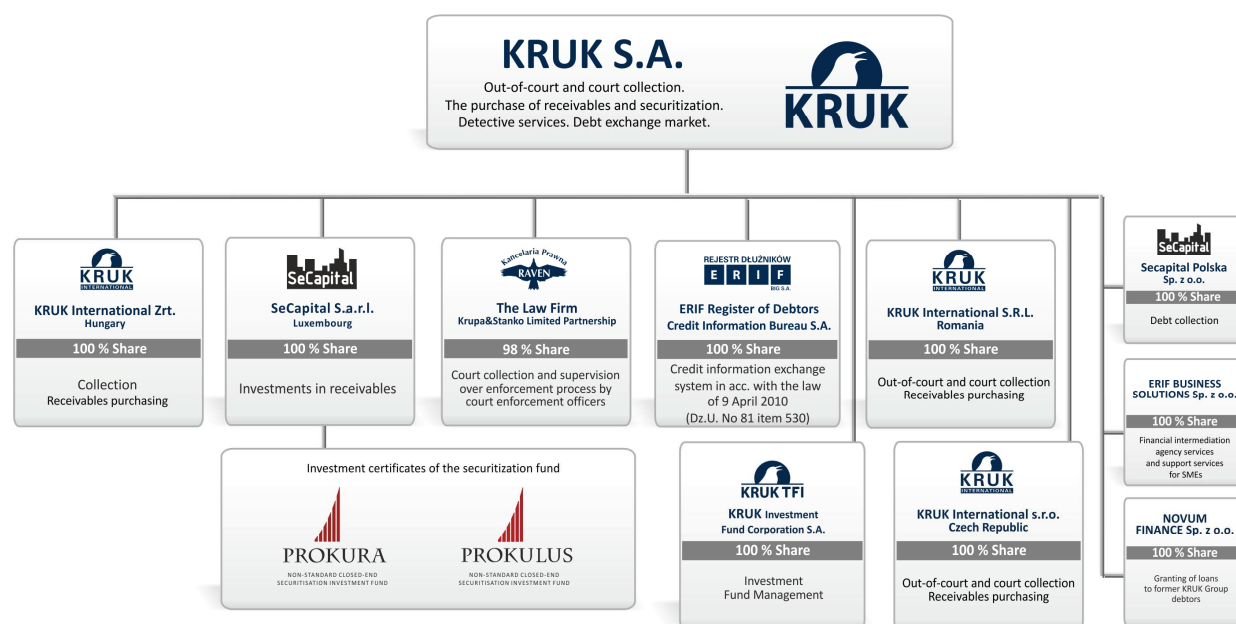 KRUK S.A.
Out-of-court and court collection.
The purchase of receivables and securitization.
Detective services. Debt exchange market.
KRUK
KRUK
INTERNATIONAL
KRUK International Zrt.
Hungary
100 % Share
Collection
Receivables purchasing
SeCapital
SeCapital S.a.r.l.
Luxembourg
100 % Share
Investments in receivables
Kancelaria Prawna
RAVEN
The Law Firm
Krupa&Stanko Limited Partnership
98 % Share
Court collection and supervision
over enforcement process by
court enforcement officers
REJESTR DŁUŻNIKÓW
ERIF
BIG S.A.
ERIF Register of Debtors
Credit Information Bureau S.A.
100 % Share
Credit information exchange
system in acc. with the law
of 9 April 2010
(Dz.U. No 81 item 530)
KRUK
INTERNATIONAL
KRUK International S.R.L.
Romania
100 % Share
Out-of-court and court collection
Receivables purchasing
SeCapital
Secapital Polska
Sp. z o.o.
100 % Share
Debt collection
ERIF BUSINESS
SOLUTIONS Sp. z o.o.
100 % Share
Financial intermediation
agency services
and support services
for SMEs
NOVUM
FINANCE Sp. z o.o.
100 % Share
Granting of loans
to former KRUK Group
debtors
Investment certificates of the securitization fund
PROKURA
NON-STANDARD CLOSED-END
SECURITISATION INVESTMENT FUND
PROKULUS
NON-STANDARD CLOSED-END
SECURITISATION INVESTMENT FUND
KRUK TFI
KRUK Investment
Fund Corporation S.A.
100 % Share
Investment
Fund Management
KRUK
INTERNATIONAL
KRUK International s.r.o.
Czech Republic
100 % Share
Out-of-court and court collection
Receivables purchasing